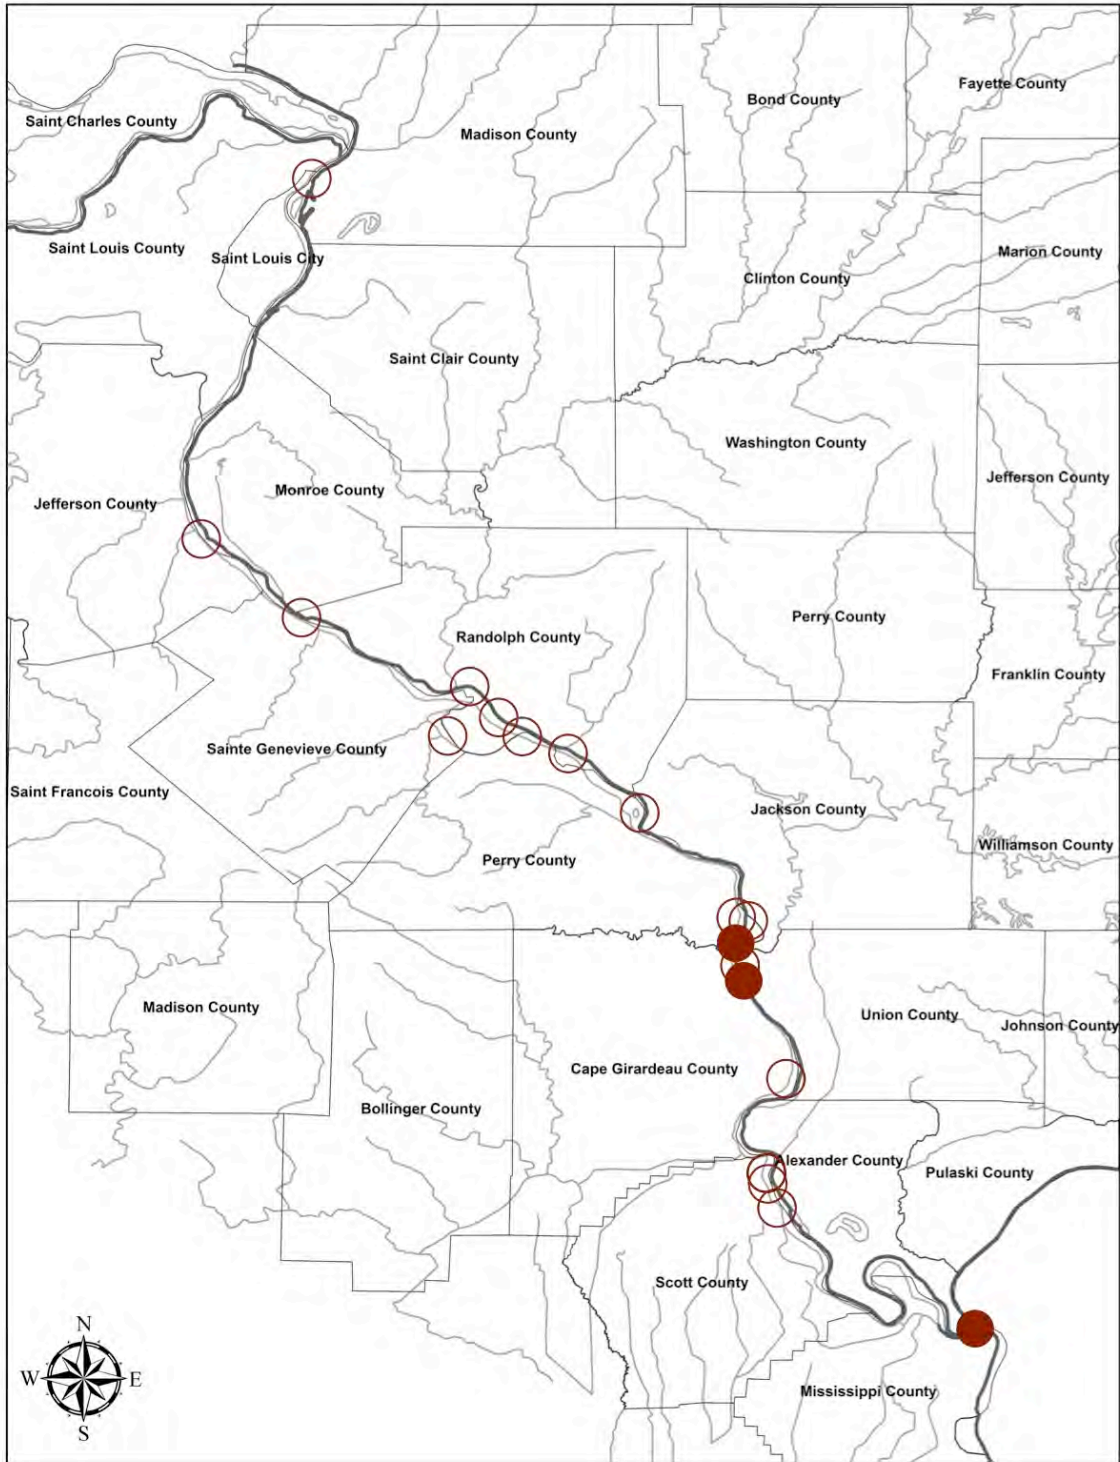 Fayette County
Bond County
Saint Charles County
Madison County
Saint Louis County
Marion County
Saint Louis City
Clinton County
Saint Clair County
Washington County
Jefferson County
Monroe County
Jefferson County
Perry County
Randolph County
Franklin County
Sainte Genevieve County
Saint Francois County
Jackson County
Williamson County
Perry County
Madison County
Union County
Johnson County
Cape Girardeau County
Bollinger County
Alexander County
Pulaski County
Scott County
N
W E
S
Mississippi County